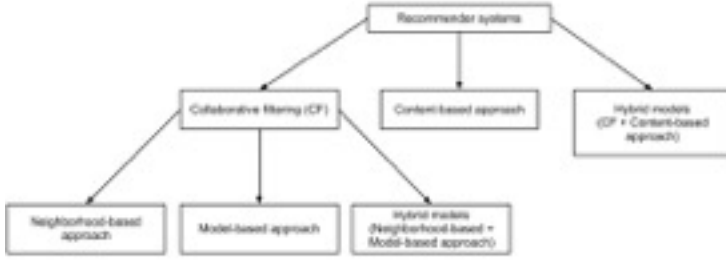 Recommender systems
Collaborative filtering (CF)
Content-based approach
Hybrid models
(CF + Content-based
approach)
Neighborhood-based
approach
Model-based approach
Hybrid models
(Neighborhood-based +
Model-based approach)